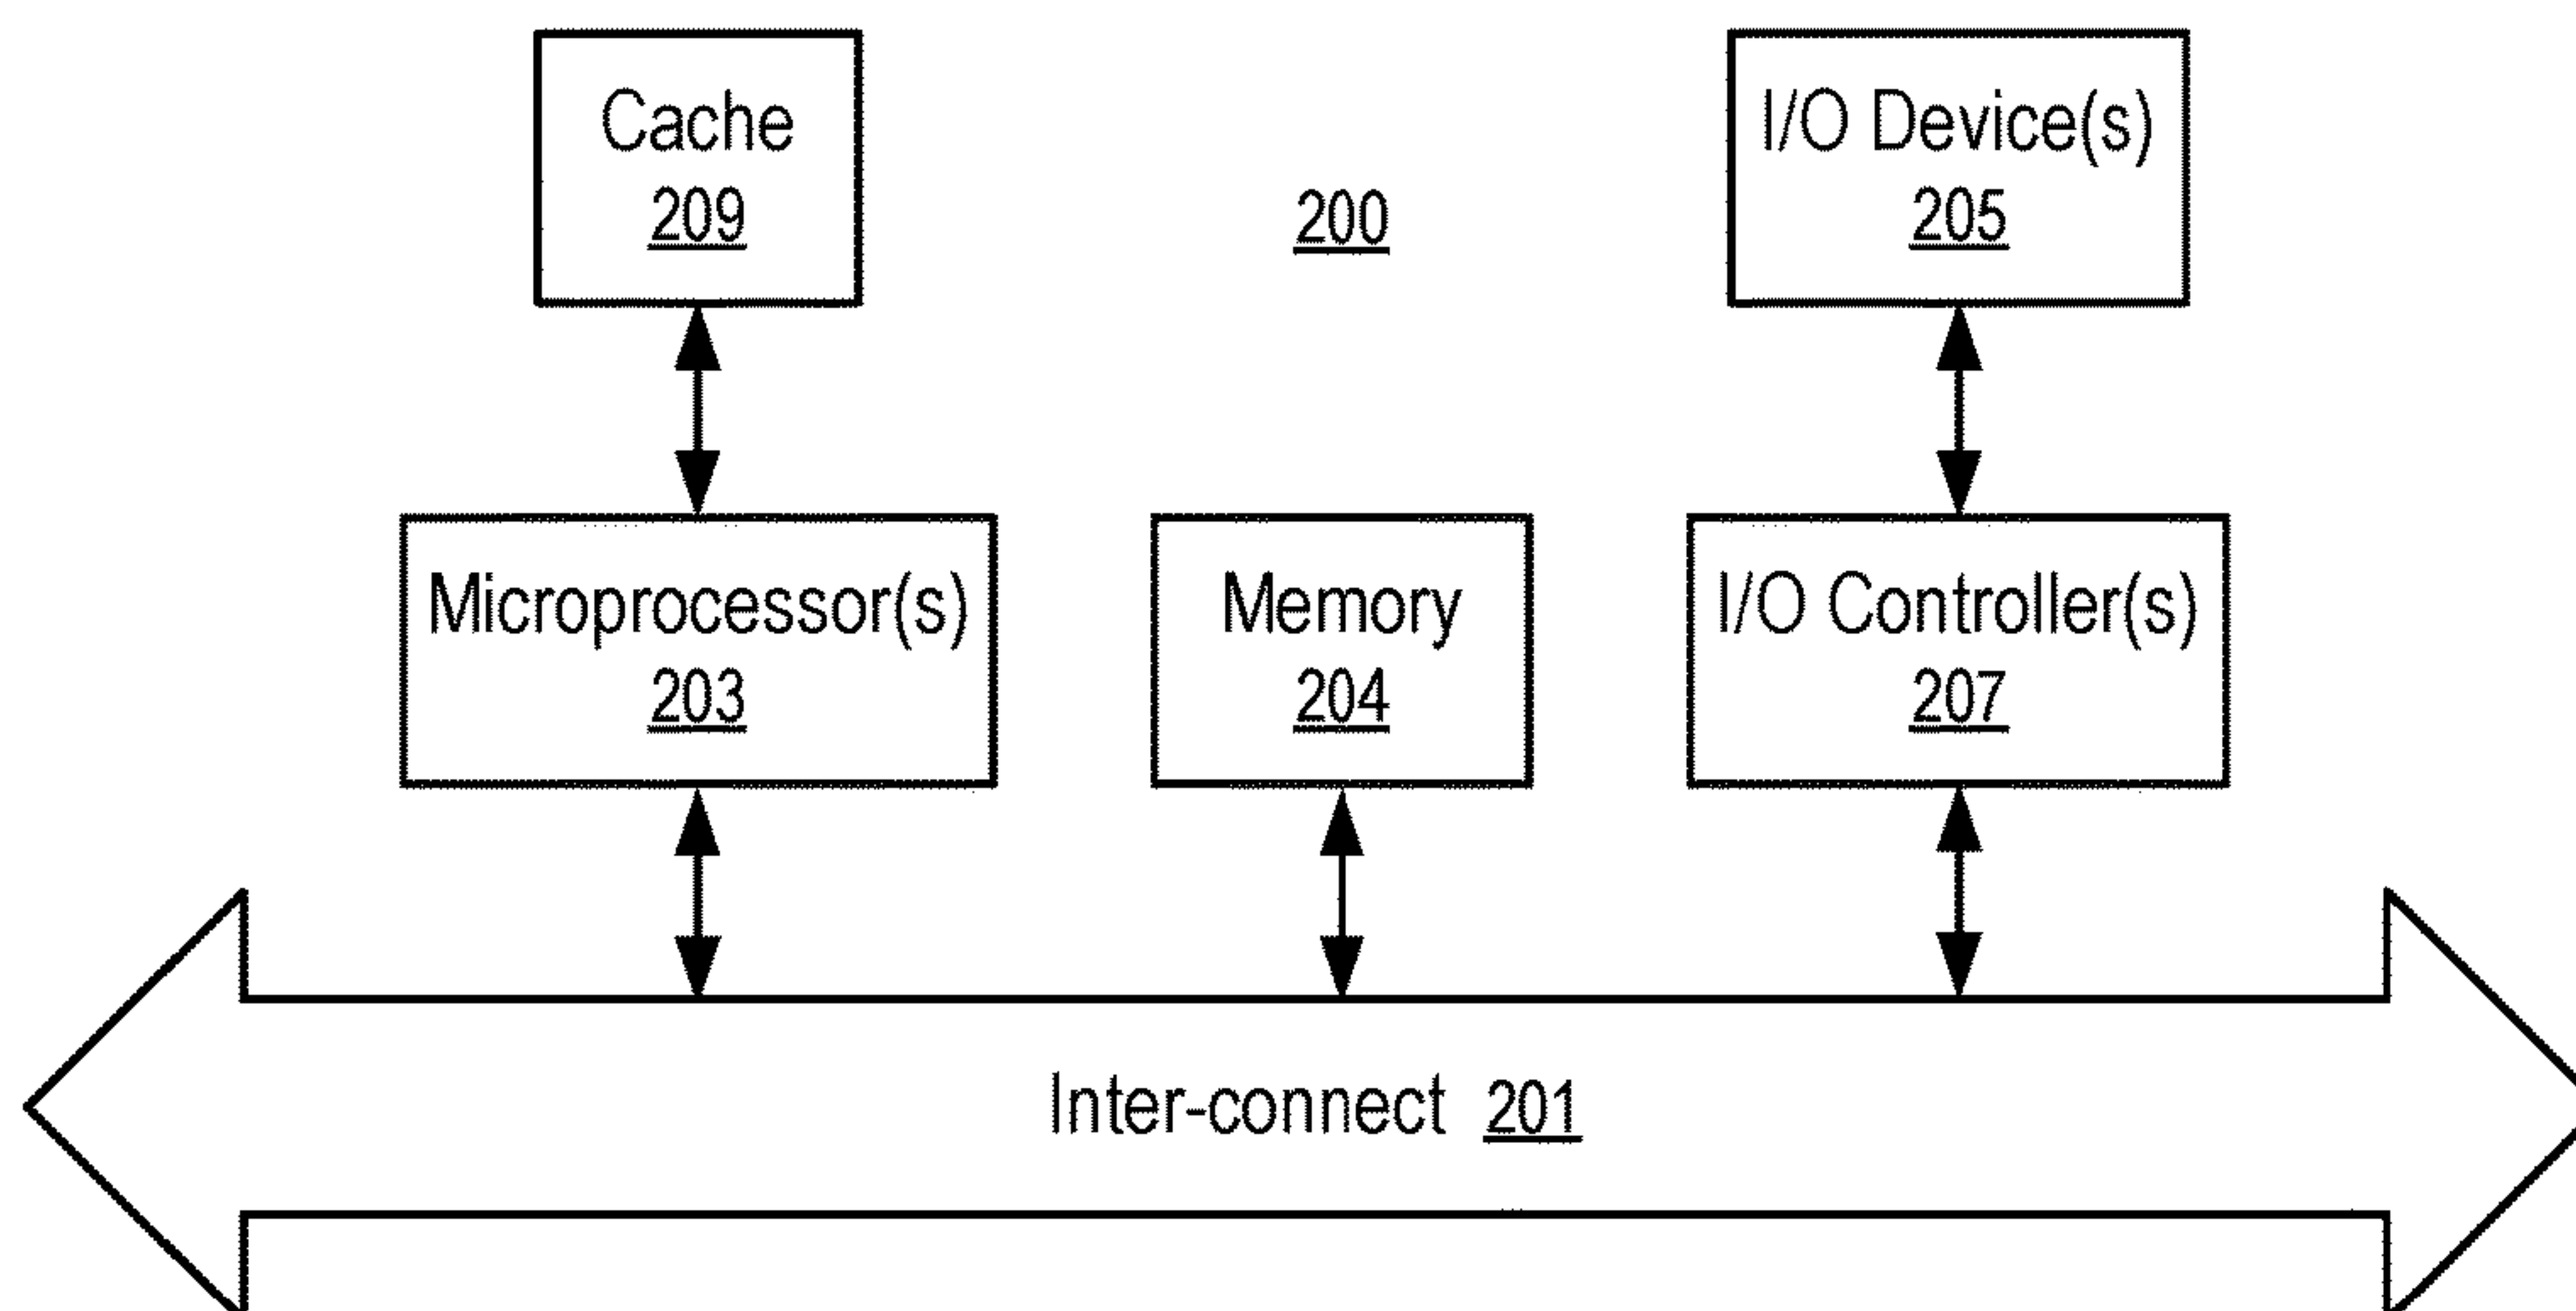 Cache
209
200
I/O Device(s)
205
Microprocessor(s)
203
Memory
204
I/O Controller(s)
207
Inter-connect 201